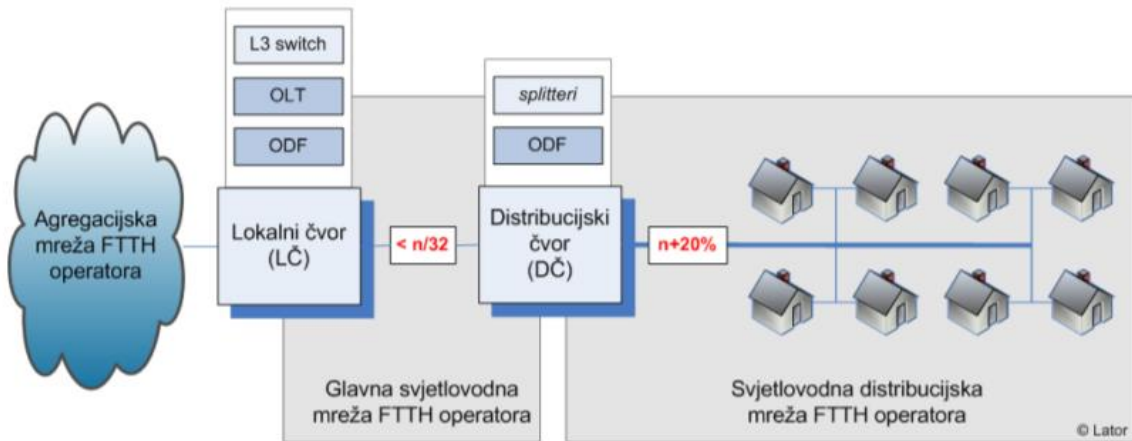 L3 switch
OLT
ODF
splitteri
ODF
Agregacijska
mreža FTTH
operatora
Lokalni čvor
(LČ)
< n/32
Distribucijski
čvor
(DČ)
n+20%
Glavna svjetlovodna
mreža FTTH operatora
Svjetlovodna distribucijska
mreža FTTH operatora
© Lator